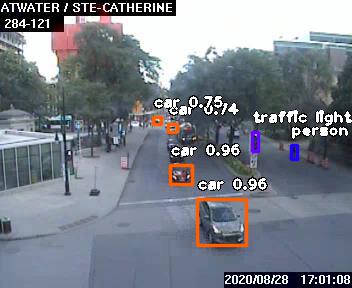 ATWATER / STE-CATHERINE
284-121
car 0.75
car 0.74
traffic light
person
car 0.96
car 0.96
2020/08/28 17:01:08